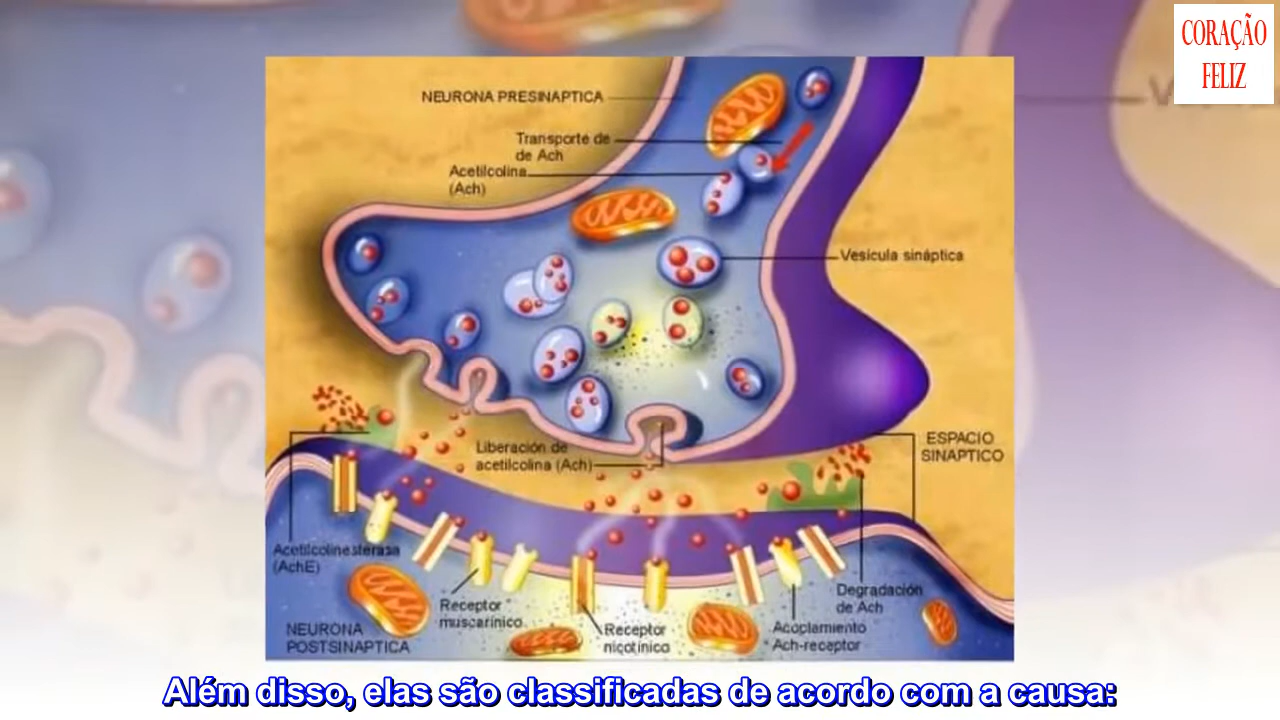 CORAÇÃO
FELIZ
NEURONA PRESINAPTICA
Transporte de
de Ach
Acetilcolina
(Ach)
Vesícula sináptica
Liberación de
acetilcolina (Ach)
ESPACIO
SINAPTICO
Acetilcolinesterasa
(AchE)
Receptor
muscarínico
Degradación
de Ach
NEURONA
POSTSINAPTICA
Receptor
nicotínico
Acoplamiento
Ach-receptor
Além disso, elas são classificadas de acordo com a causa: